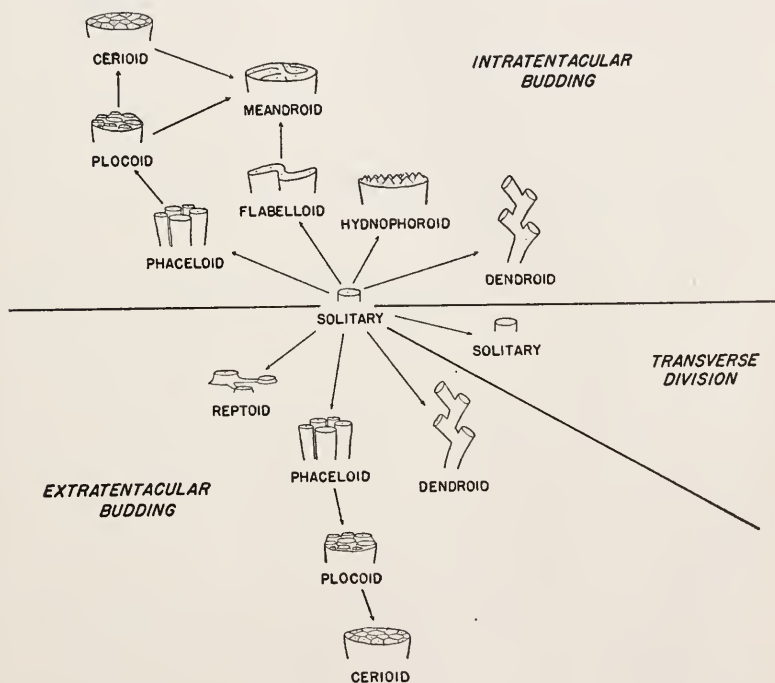 CERIOID
INTRATENTACULAR
BUDDING
MEANDROID
PLOCOID
FLABELLOID
HYDNOPHOROID
PHACELOID
DENDROID
SOLITARY
SOLITARY
TRANSVERSE
DIVISION
REPTOID
PHACELOID
DENDROID
EXTRATENTACULAR
BUDDING
PLOCOID
CERIOID